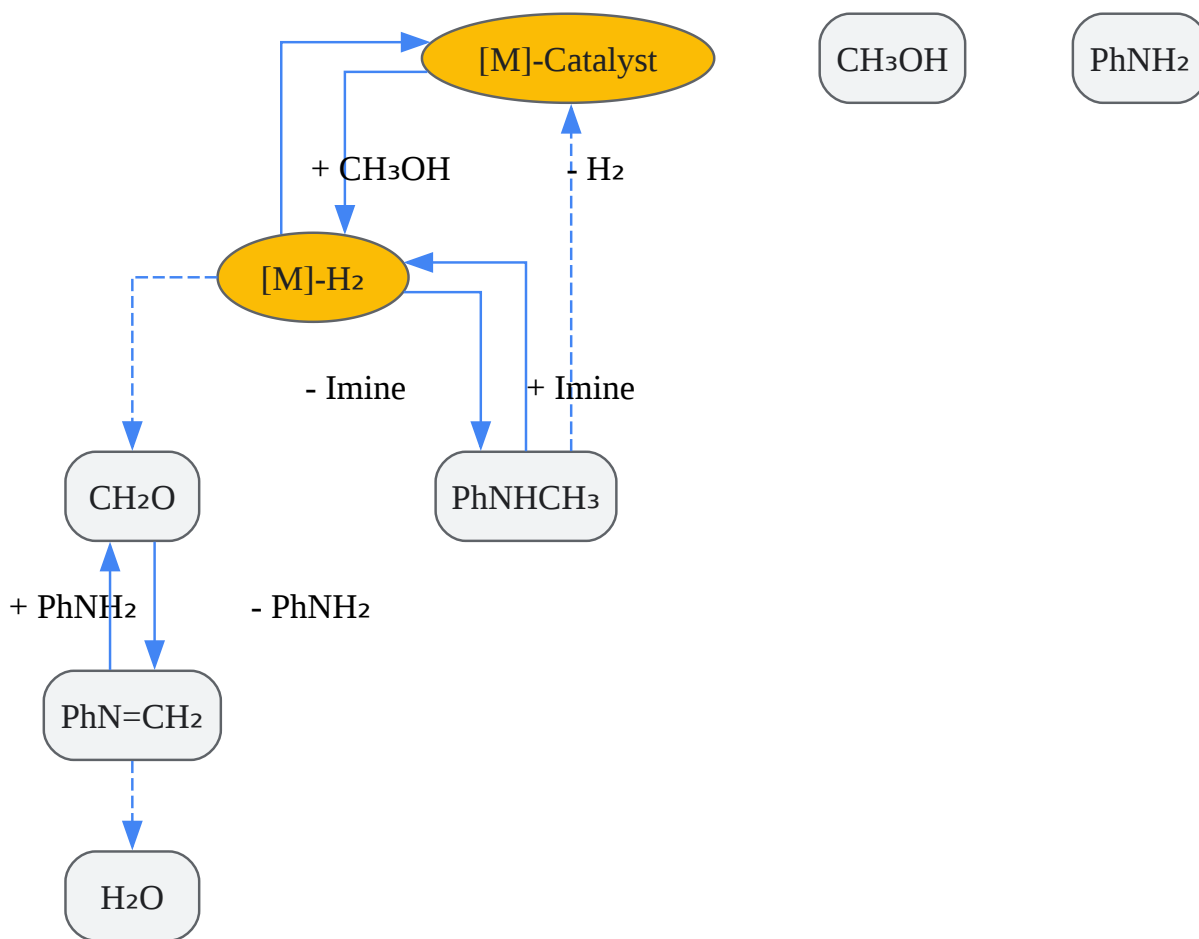 [M]-Catalyst
CH₃OH
PhNH₂
+ CH₃OH
- H₂
[M]-H₂
- Imine
+ Imine
CH₂O
PhNHCH₃
+ PhNH₂
- PhNH₂
PhN=CH₂
H₂O